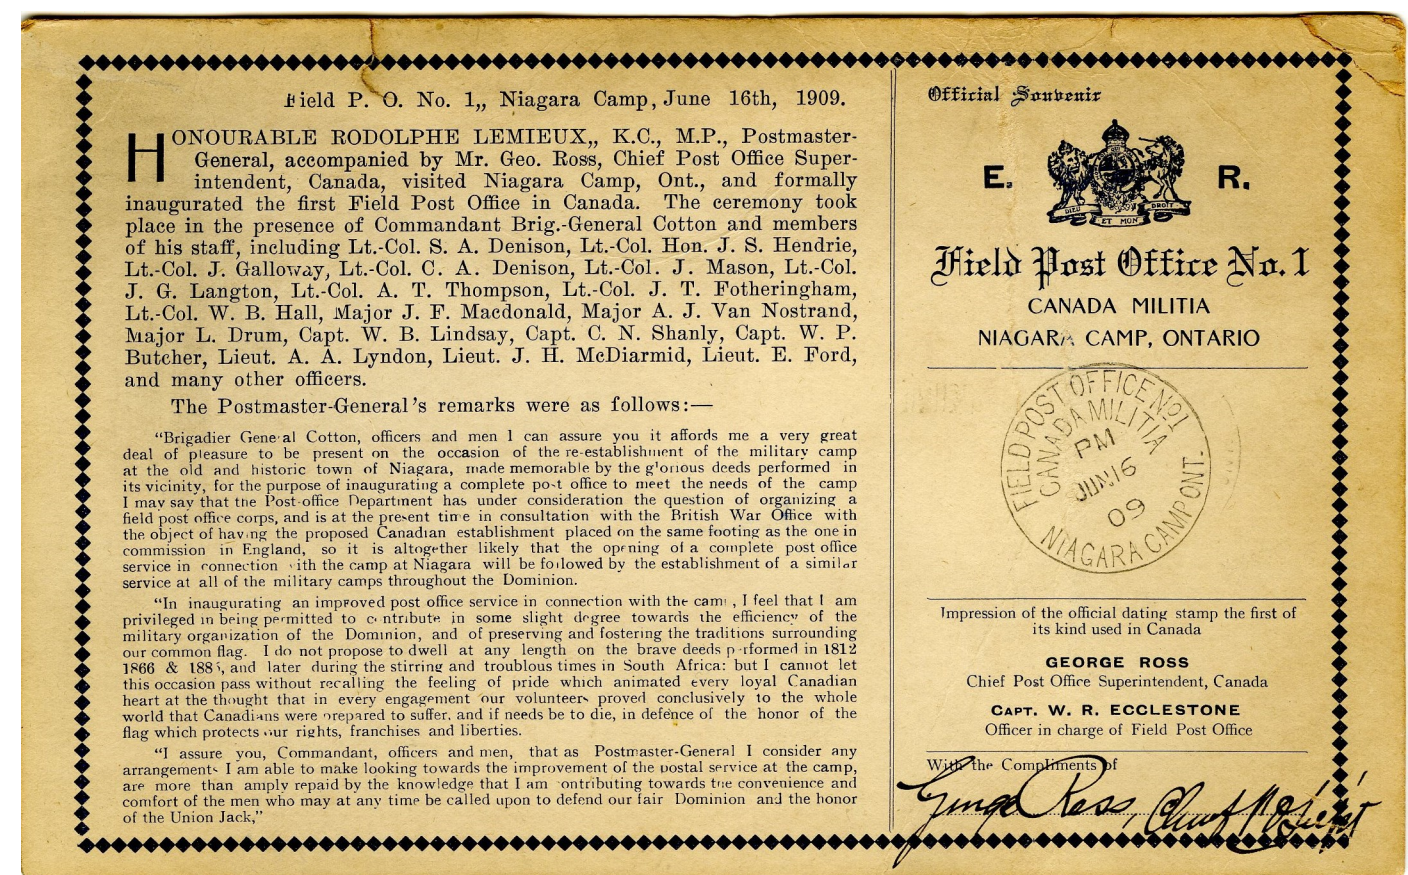 Field P. O. No. 1,, Niagara Camp, June 16th, 1909.
HONOURABLE RODOLPHE LEMIEUX,, K.C., M.P., Postmaster-
General, accompanied by Mr. Geo. Ross, Chief Post Office Super-
intendent, Canada, visited Niagara Camp, Ont., and formally
inaugurated the first Field Post Office in Canada. The ceremony took
place in the presence of Commandant Brig.-General Cotton and members
of his staff, including Lt.-Col. S. A. Denison, Lt.-Col. Hon. J. S. Hendrie,
Lt.-Col. J. Galloway, Lt.-Col. C. A. Denison, Lt.-Col. J. Mason, Lt.-Col.
J. G. Langton, Lt.-Col. A. T. Thompson, Lt.-Col. J. T. Fotheringham,
Lt.-Col. W. B. Hall, Major J. F. Macdonald, Major A. J. Van Nostrand,
Major L. Drum, Capt. W. B. Lindsay, Capt. C. N. Shanly, Capt. W. P.
Butcher, Lieut. A. A. Lyndon, Lieut. J. H. McDiarmid, Lieut. E. Ford,
and many other officers.
The Postmaster-General's remarks were as follows:—
"Brigadier General Cotton, officers and men I can assure you it affords me a very great
deal of pleasure to be present on the occasion of the re-establishment of the military camp
at the old and historic town of Niagara, made memorable by the glorious deeds performed in
its vicinity, for the purpose of inaugurating a complete post office to meet the needs of the camp
I may say that the Post-office Department has under consideration the question of organizing a
field post office corps, and is at the present time in consultation with the British War Office with
the object of having the proposed Canadian establishment placed on the same footing as the one in
commission in England, so it is altogether likely that the opening of a complete post office
service in connection with the camp at Niagara will be followed by the establishment of a similar
service at all of the military camps throughout the Dominion.
"In inaugurating an improved post office service in connection with the camp, I feel that I am
privileged in being permitted to contribute in some slight degree towards the efficiency of the
military organization of the Dominion, and of preserving and fostering the traditions surrounding
our common flag. I do not propose to dwell at any length on the brave deeds performed in 1812
1866 & 1885, and later during the stirring and troublous times in South Africa: but I cannot let
this occasion pass without recalling the feeling of pride which animated every loyal Canadian
heart at the thought that in every engagement our volunteers proved conclusively to the whole
world that Canadians were prepared to suffer, and if needs be to die, in defence of the honor of the
flag which protects our rights, franchises and liberties.
"I assure you, Commandant, officers and men, that as Postmaster-General I consider any
arrangements I am able to make looking towards the improvement of the postal service at the camp,
are more than amply repaid by the knowledge that I am contributing towards the convenience and
comfort of the men who may at any time be called upon to defend our fair Dominion and the honor
of the Union Jack,"
Official Souvenir
E. R.
DIEU ET MON DROIT
Field Post Office No. 1
CANADA MILITIA
NIAGARA CAMP, ONTARIO
FIELD POST OFFICE No 1
CANADA MILITIA
PM
JUN 16
09
NIAGARA CAMP ONT.
Impression of the official dating stamp the first of
its kind used in Canada
GEORGE ROSS
Chief Post Office Superintendent, Canada
CAPT. W. R. ECCLESTONE
Officer in charge of Field Post Office
With the Compliments of
George Ross, Chief